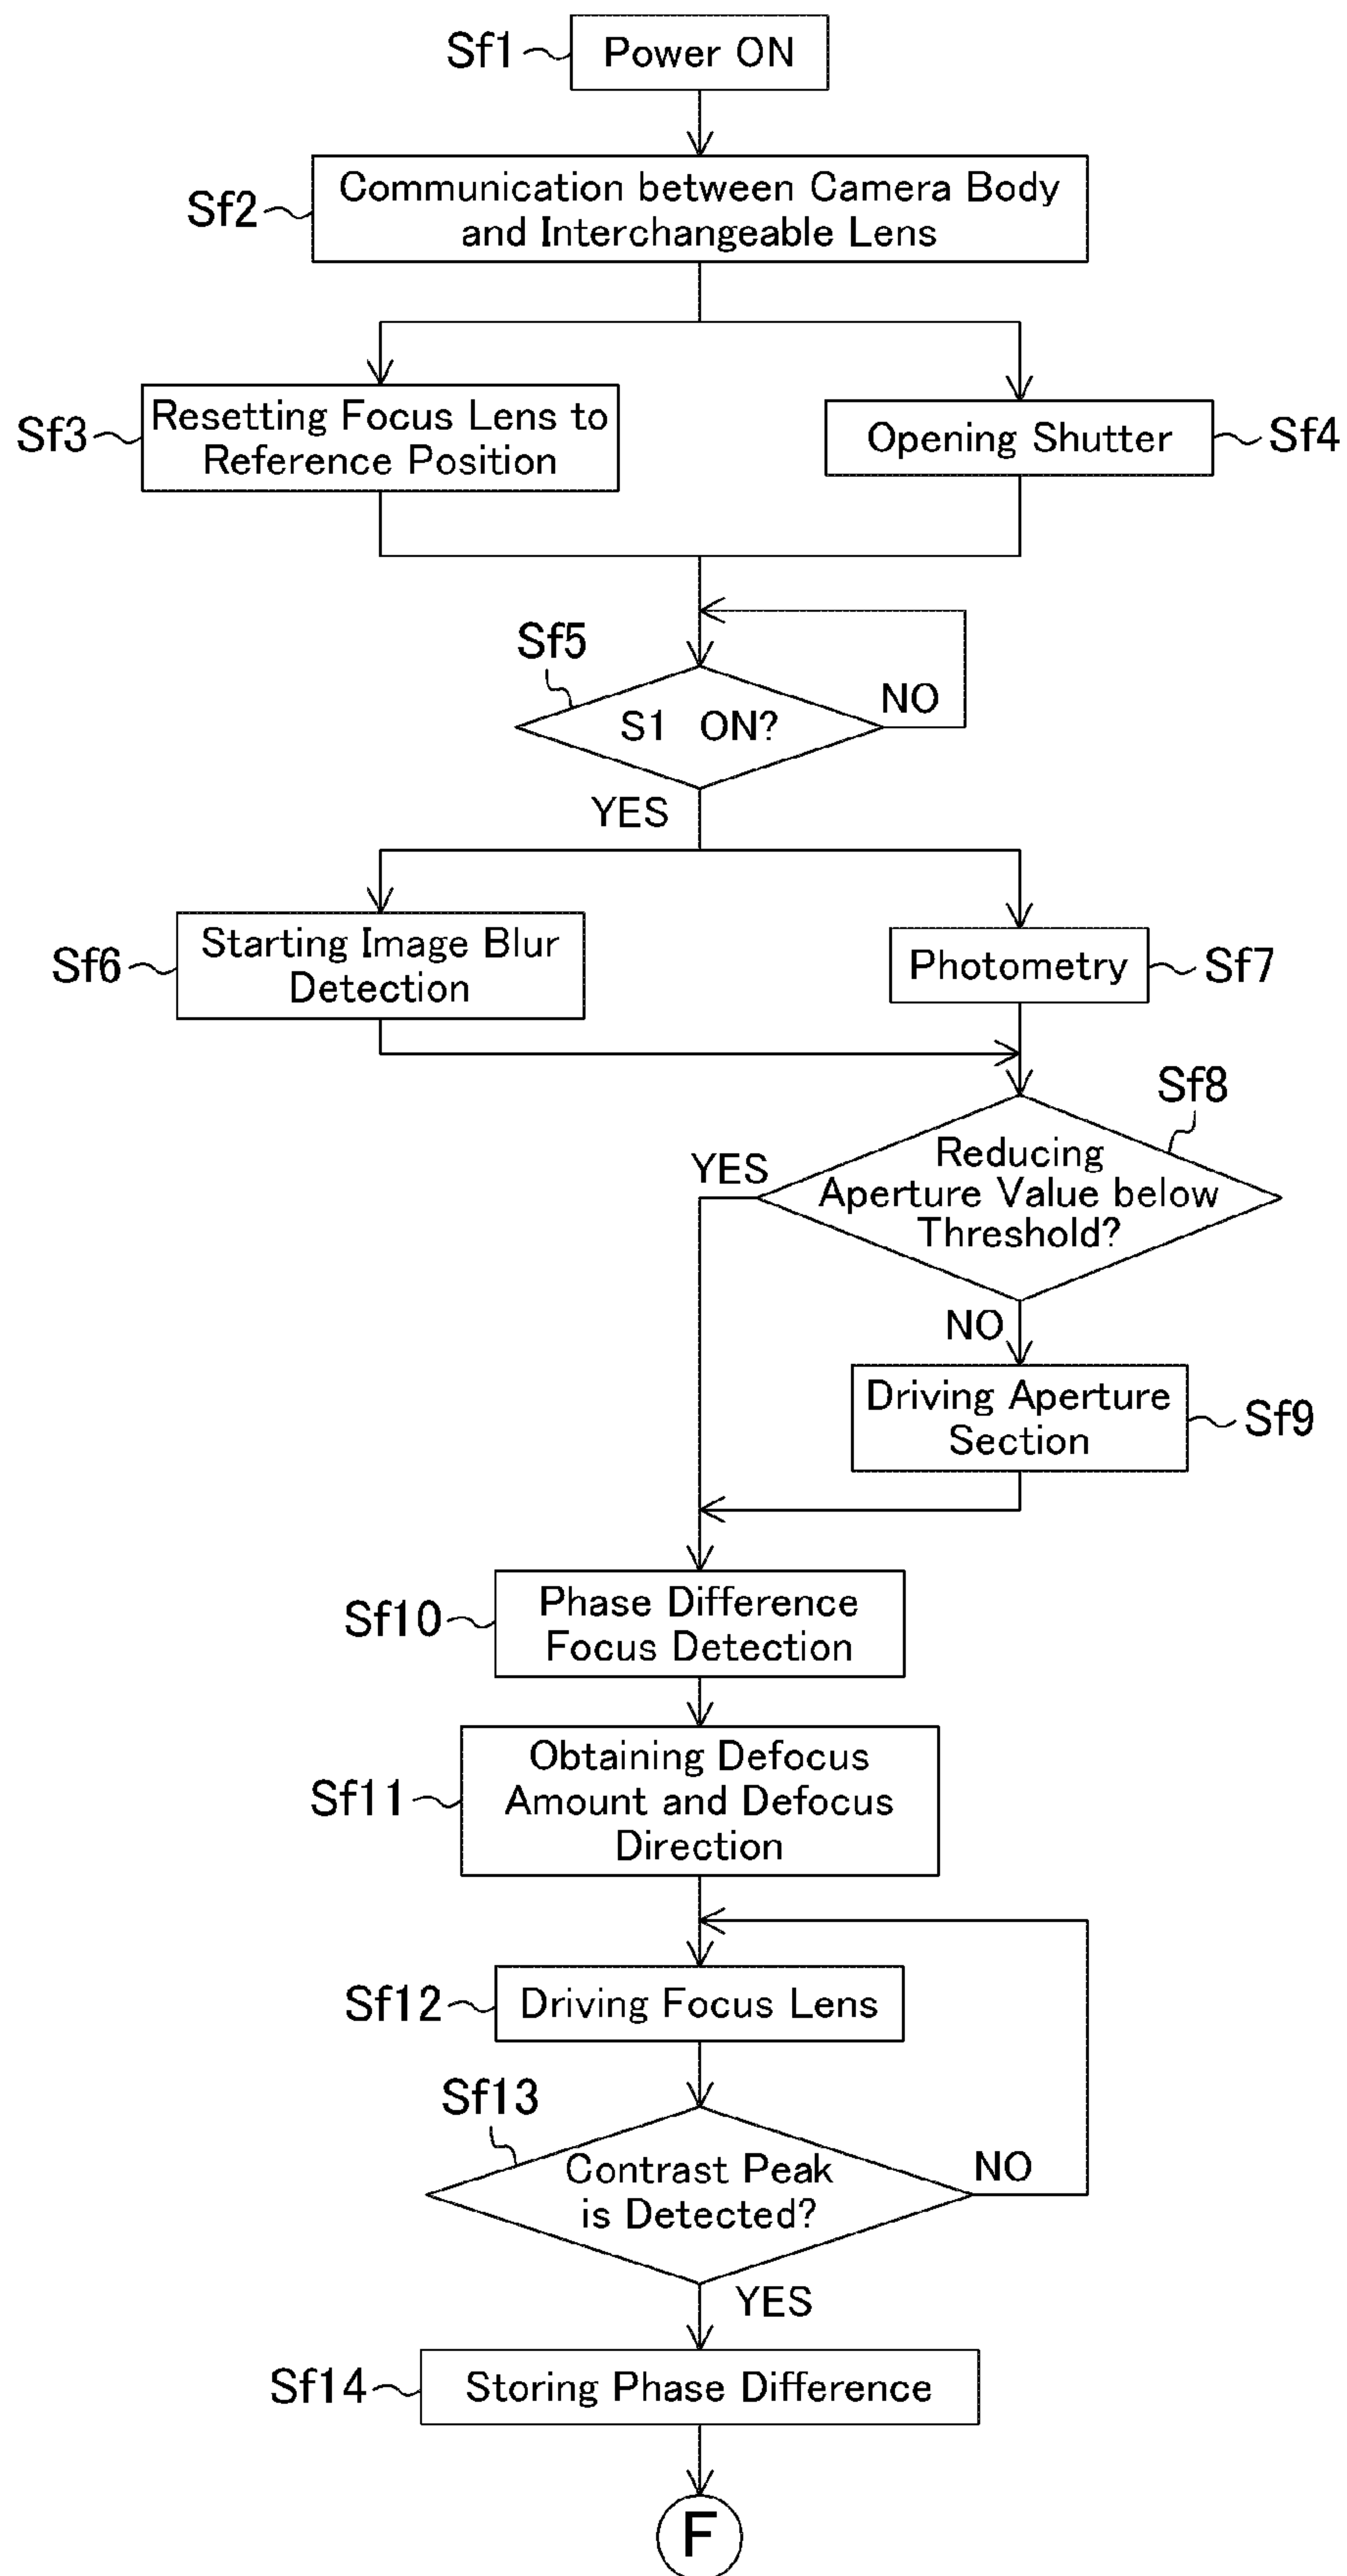 Sf1
Power ON
Sf2
Communication between Camera Body
and Interchangeable Lens
Sf3
Resetting Focus Lens to
Reference Position
Opening Shutter
Sf4
Sf5
S1 ON?
NO
YES
Sf6
Starting Image Blur
Detection
Photometry
Sf7
Sf8
Reducing
Aperture Value below
Threshold?
YES
NO
Driving Aperture
Section
Sf9
Sf10
Phase Difference
Focus Detection
Sf11
Obtaining Defocus
Amount and Defocus
Direction
Sf12
Driving Focus Lens
Sf13
Contrast Peak
is Detected?
NO
YES
Sf14
Storing Phase Difference
F